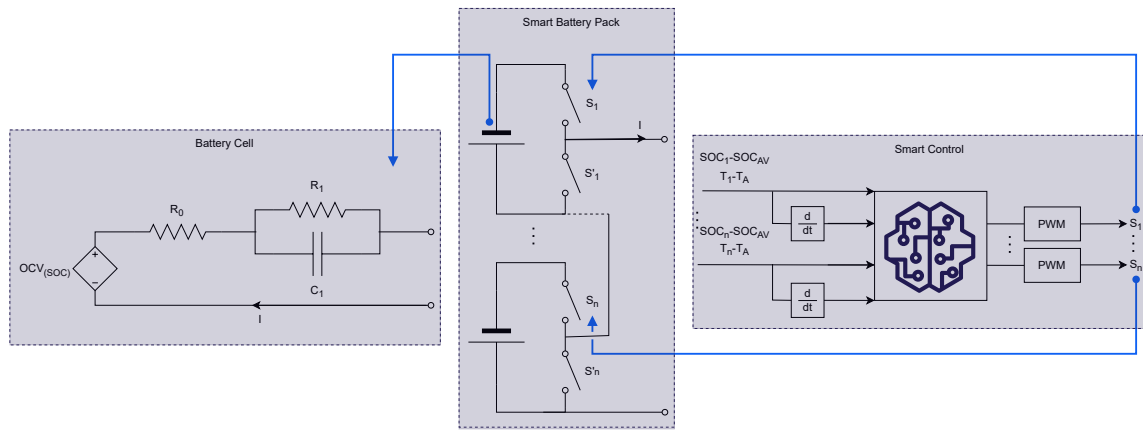 Smart Battery Pack
Battery Cell
R0
R1
C1
OCV(SOC)
+
−
I
S1
I
S'1
Sn
S'n
Smart Control
SOC1-SOCAV
T1-TA
d
dt
SOCn-SOCAV
Tn-TA
d
dt
PWM
PWM
S1
Sn